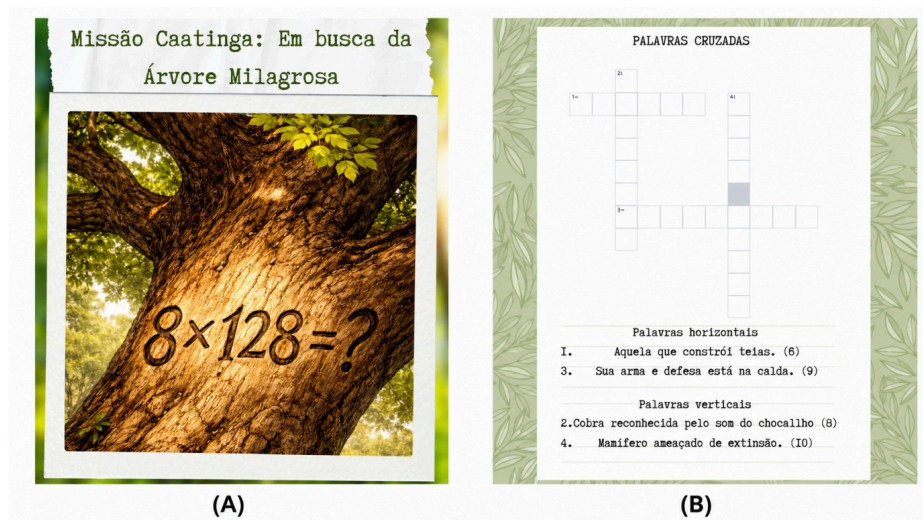 Missão Caatinga: Em busca da
Árvore Milagrosa
8×128=?
(A)
PALAVRAS CRUZADAS
2↓
1→
4↓
3→
Palavras horizontais
I. Aquela que constrói teias. (6)
3. Sua arma e defesa está na calda. (9)
Palavras verticais
2.Cobra reconhecida pelo som do chocallho (8)
4. Mamifero ameaçado de extinsão. (I0)
(B)